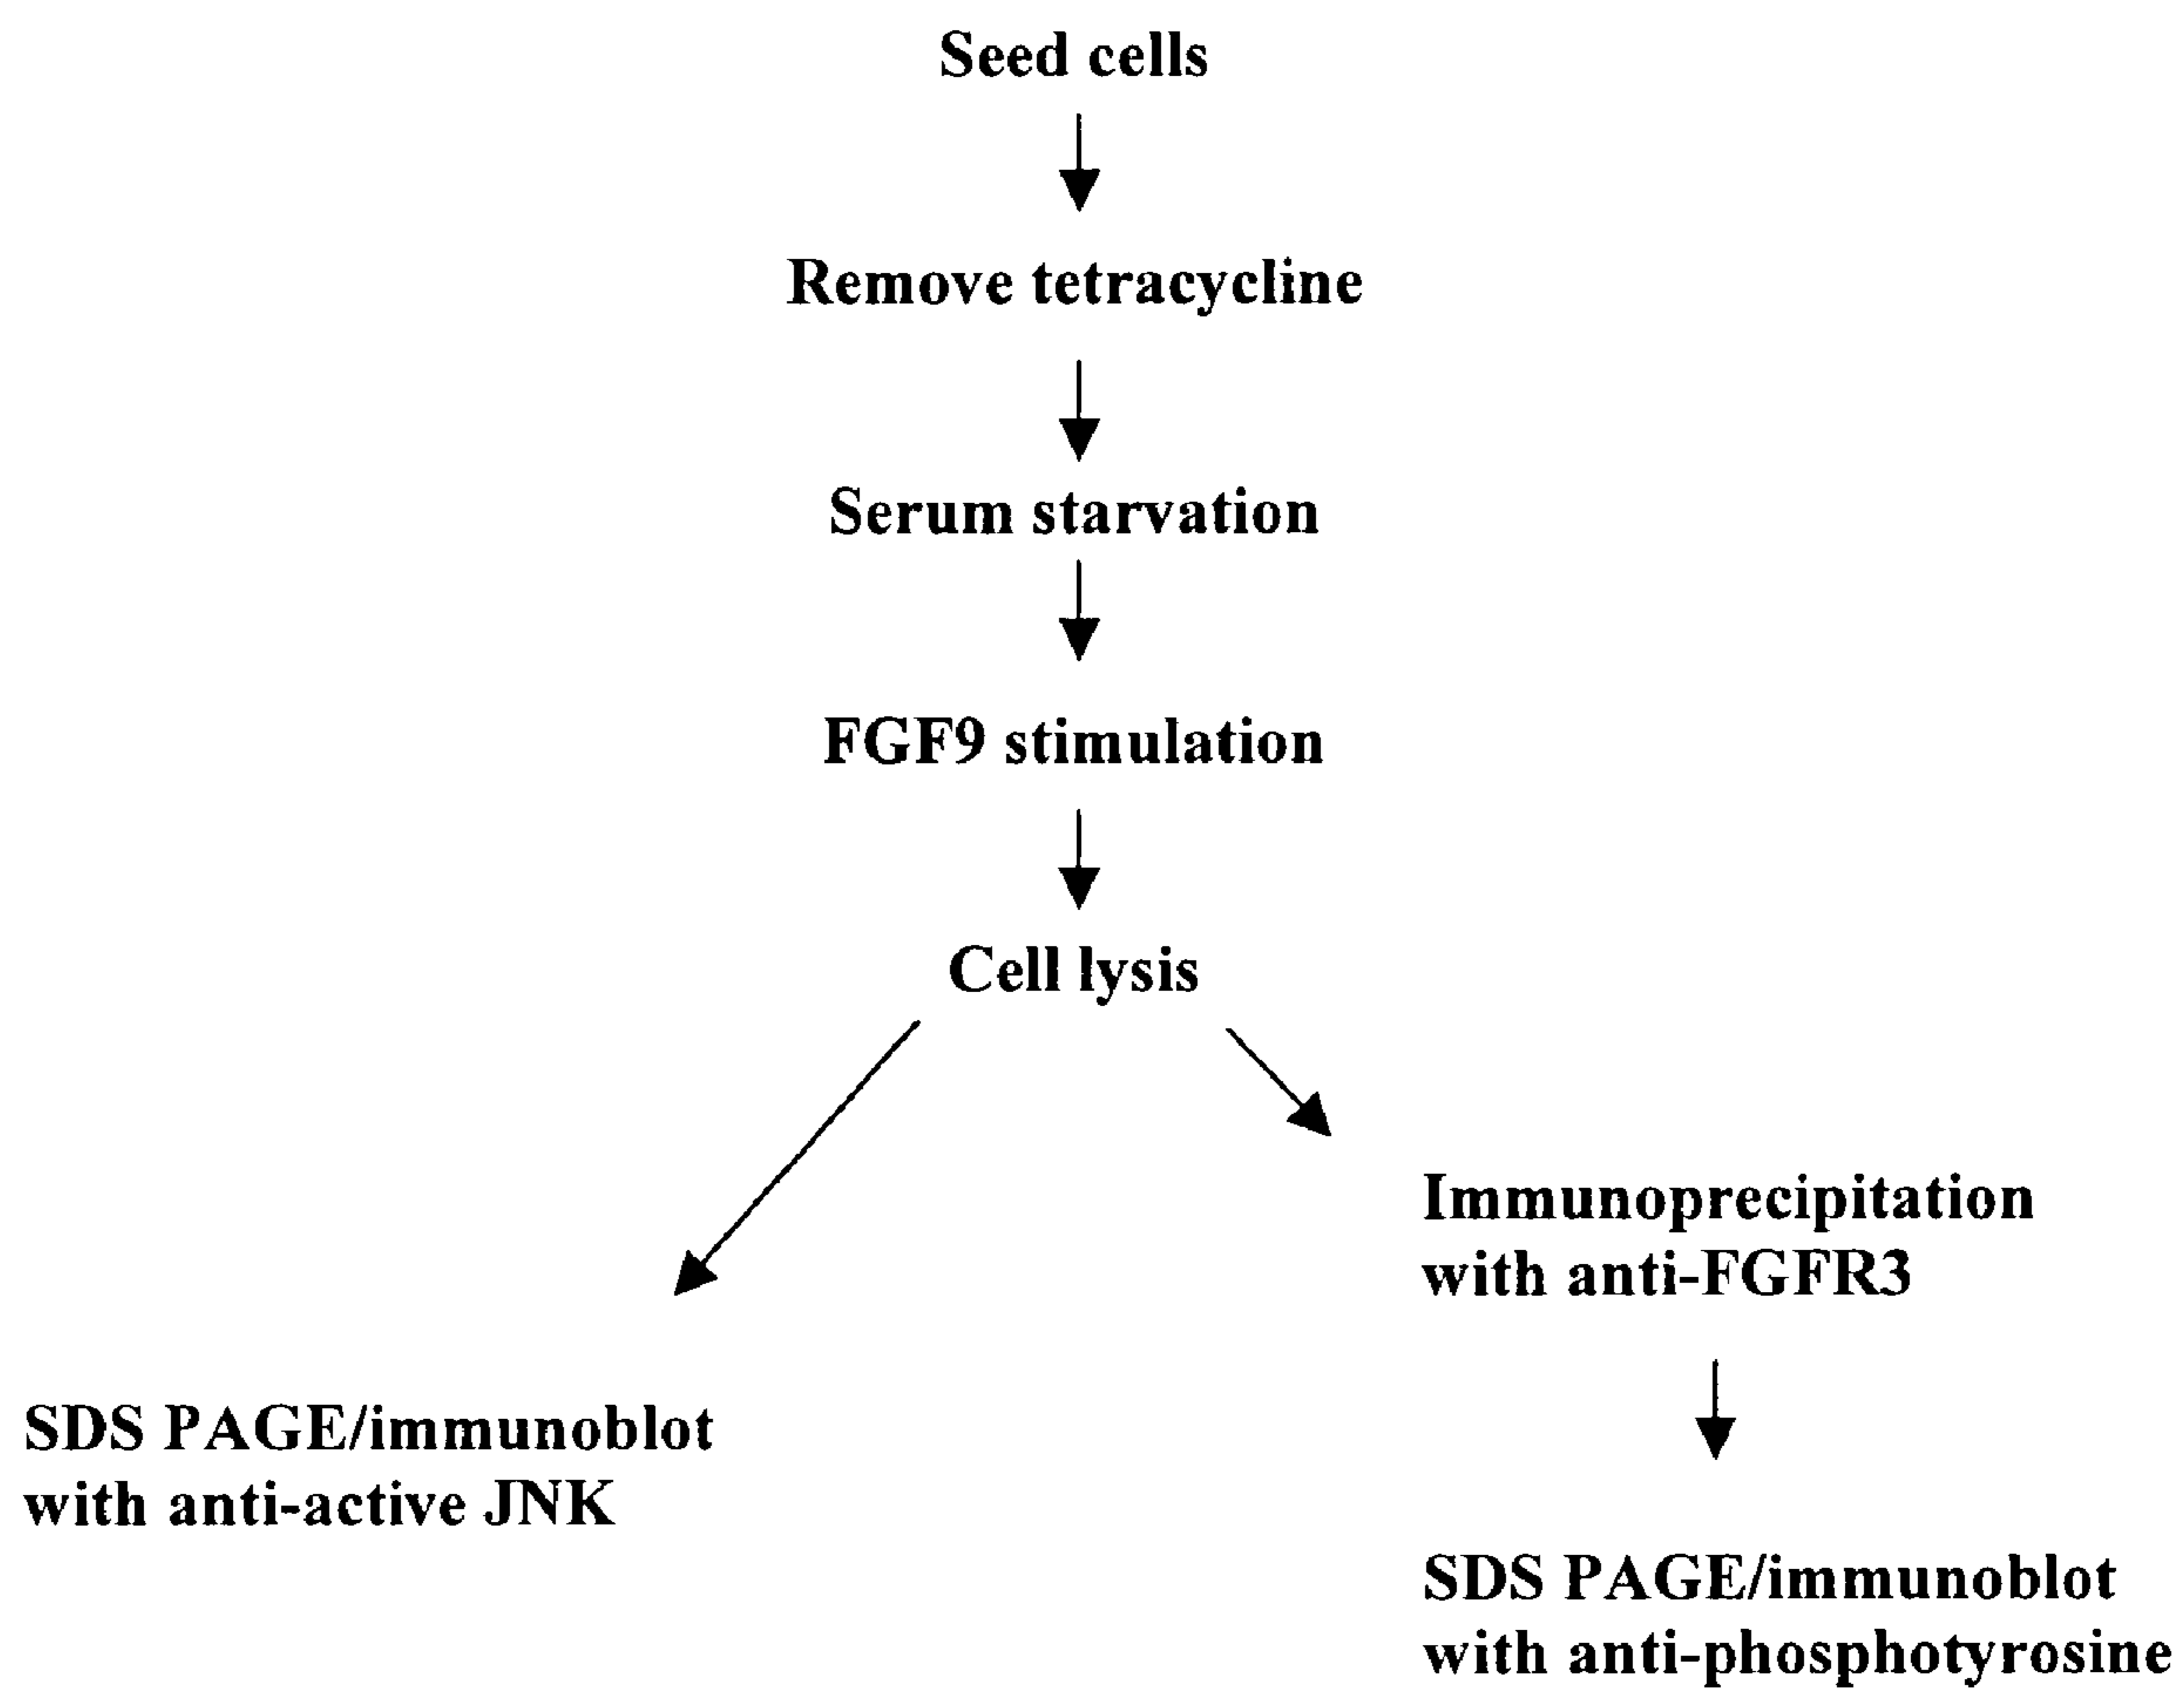 Seed cells
Remove tetracycline
Serum starvation
FGF9 stimulation
Cell lysis
Immunoprecipitation
with anti-FGFR3
SDS PAGE/immunoblot
with anti-active JNK
SDS PAGE/immunoblot
with anti-phosphotyrosine